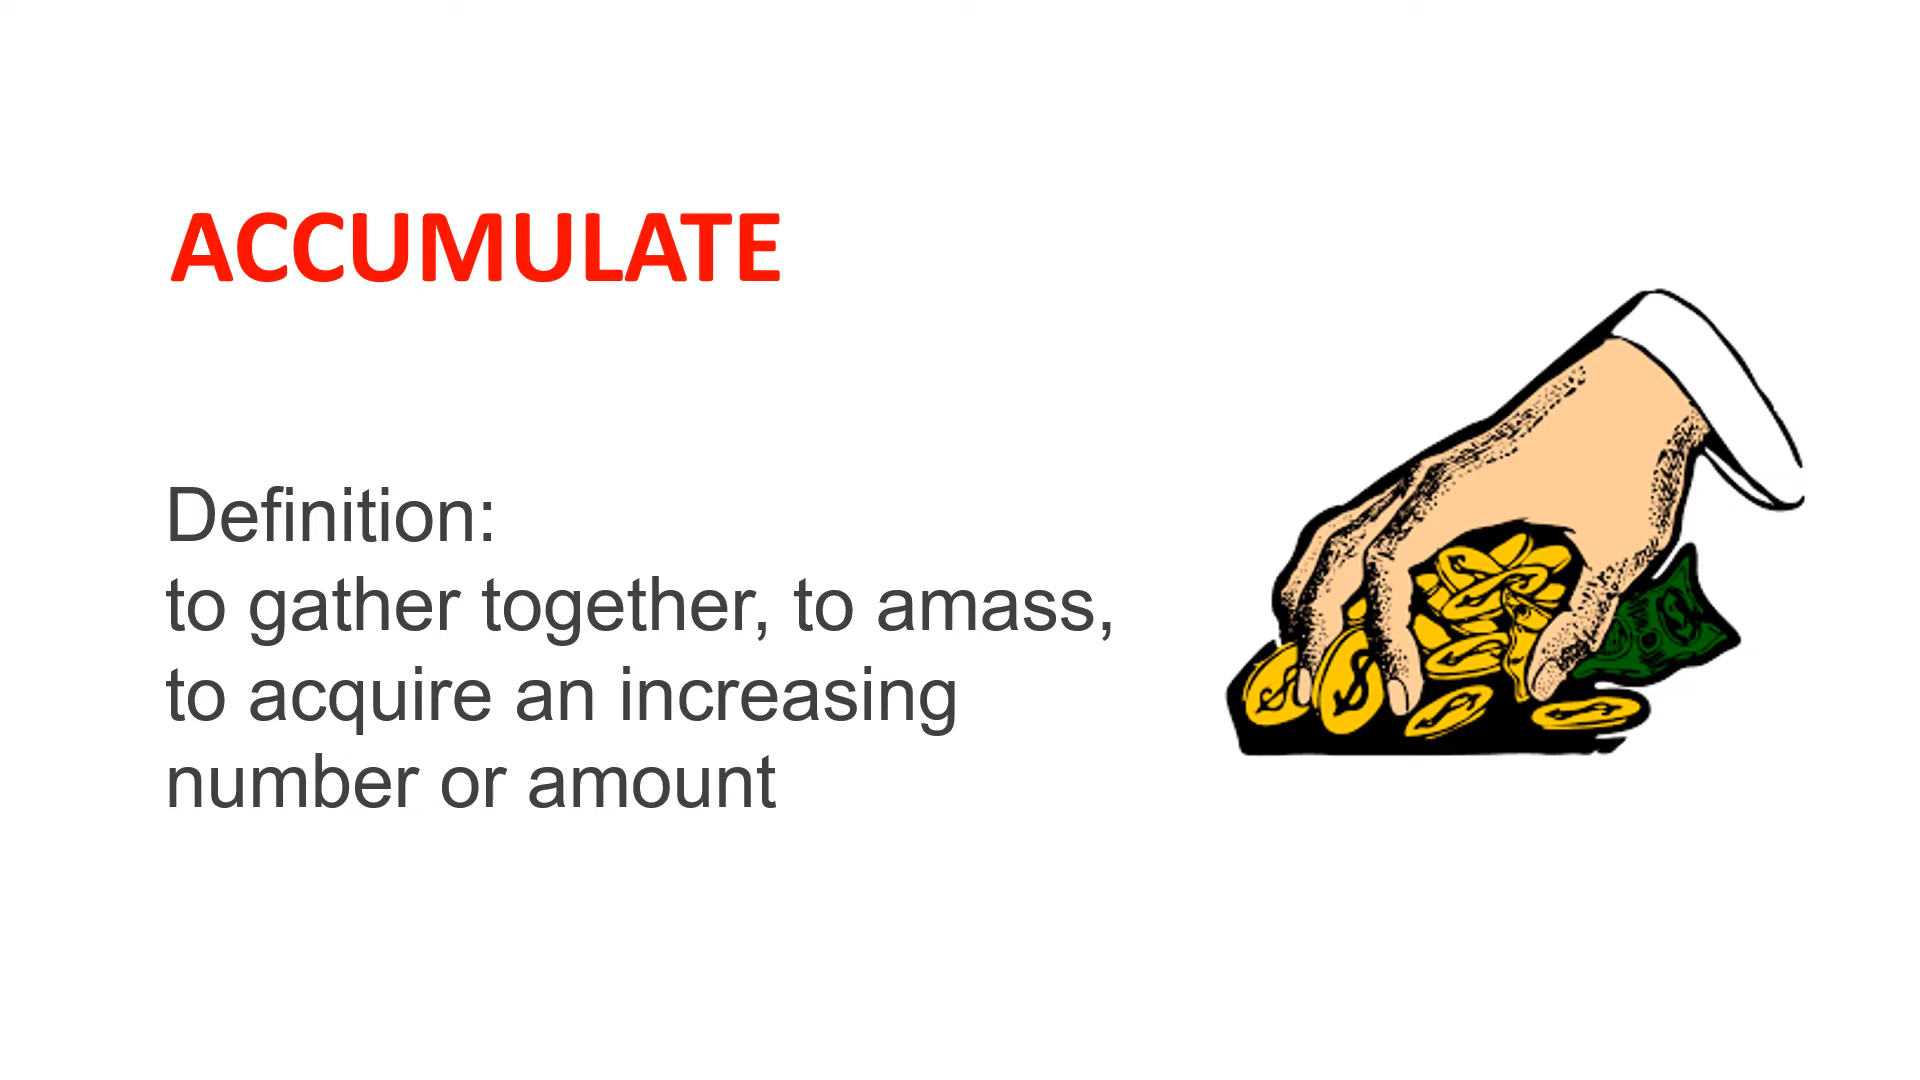 ACCUMULATE
Definition:
to gather together, to amass,
to acquire an increasing
number or amount